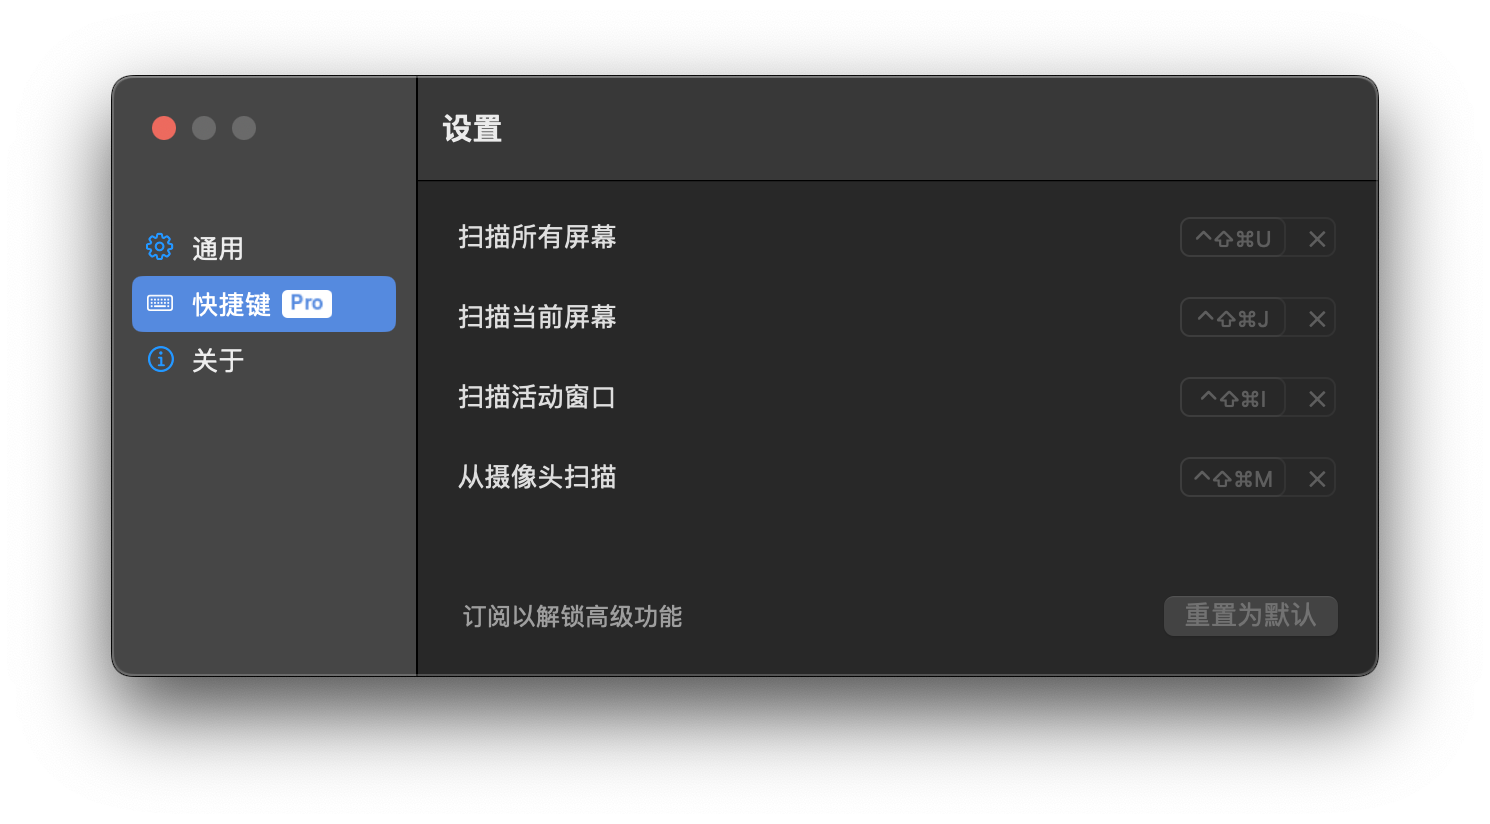 设置
通用
快捷键 Pro
关于
扫描所有屏幕 ^⇧⌘U ×
扫描当前屏幕 ^⇧⌘J ×
扫描活动窗口 ^⇧⌘I ×
从摄像头扫描 ^⇧⌘M ×
订阅以解锁高级功能 重置为默认